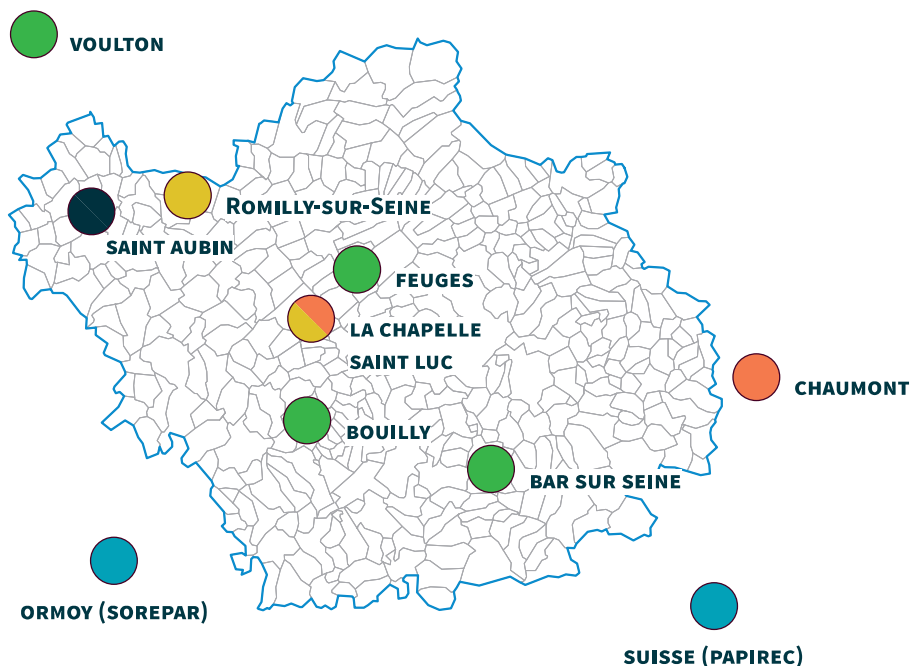 VOULTON
ROMILLY-SUR-SEINE
SAINT AUBIN
FEUGES
LA CHAPELLE
SAINT LUC
CHAUMONT
BOUILLY
BAR SUR SEINE
ORMOY (SOREPAR)
SUISSE (PAPIREC)